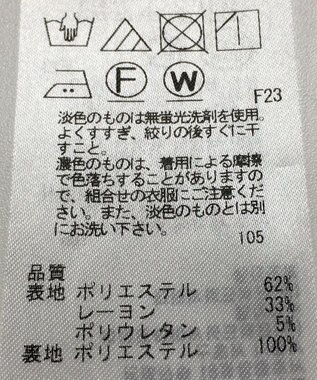 F W F23
淡色のものは無蛍光洗剤を使用。
よくすすぎ、絞りの後すぐに干
すこと。
濃色のものは、着用による摩擦
で色落ちすることがありますの
で、組合せの衣服にご注意くだ
さい。また、淡色のものとは別
にお洗い下さい。
105
品質
表地 ポリエステル 62%
レーヨン 33%
ポリウレタン 5%
裏地 ポリエステル 100%